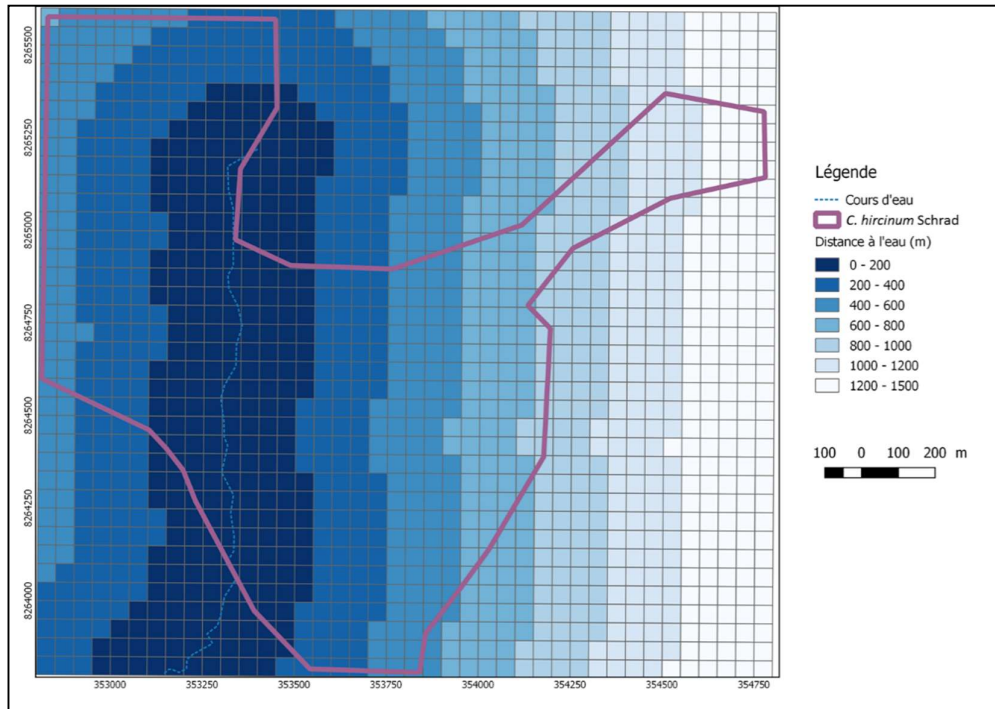 8265500
8265250
8265000
8264750
8264500
8264250
8264000
353000 353250 353500 353750 354000 354250 354500 354750
Légende
Cours d'eau
C. hircinum Schrad
Distance à l'eau (m)
0 - 200
200 - 400
400 - 600
600 - 800
800 - 1000
1000 - 1200
1200 - 1500
100 0 100 200 m